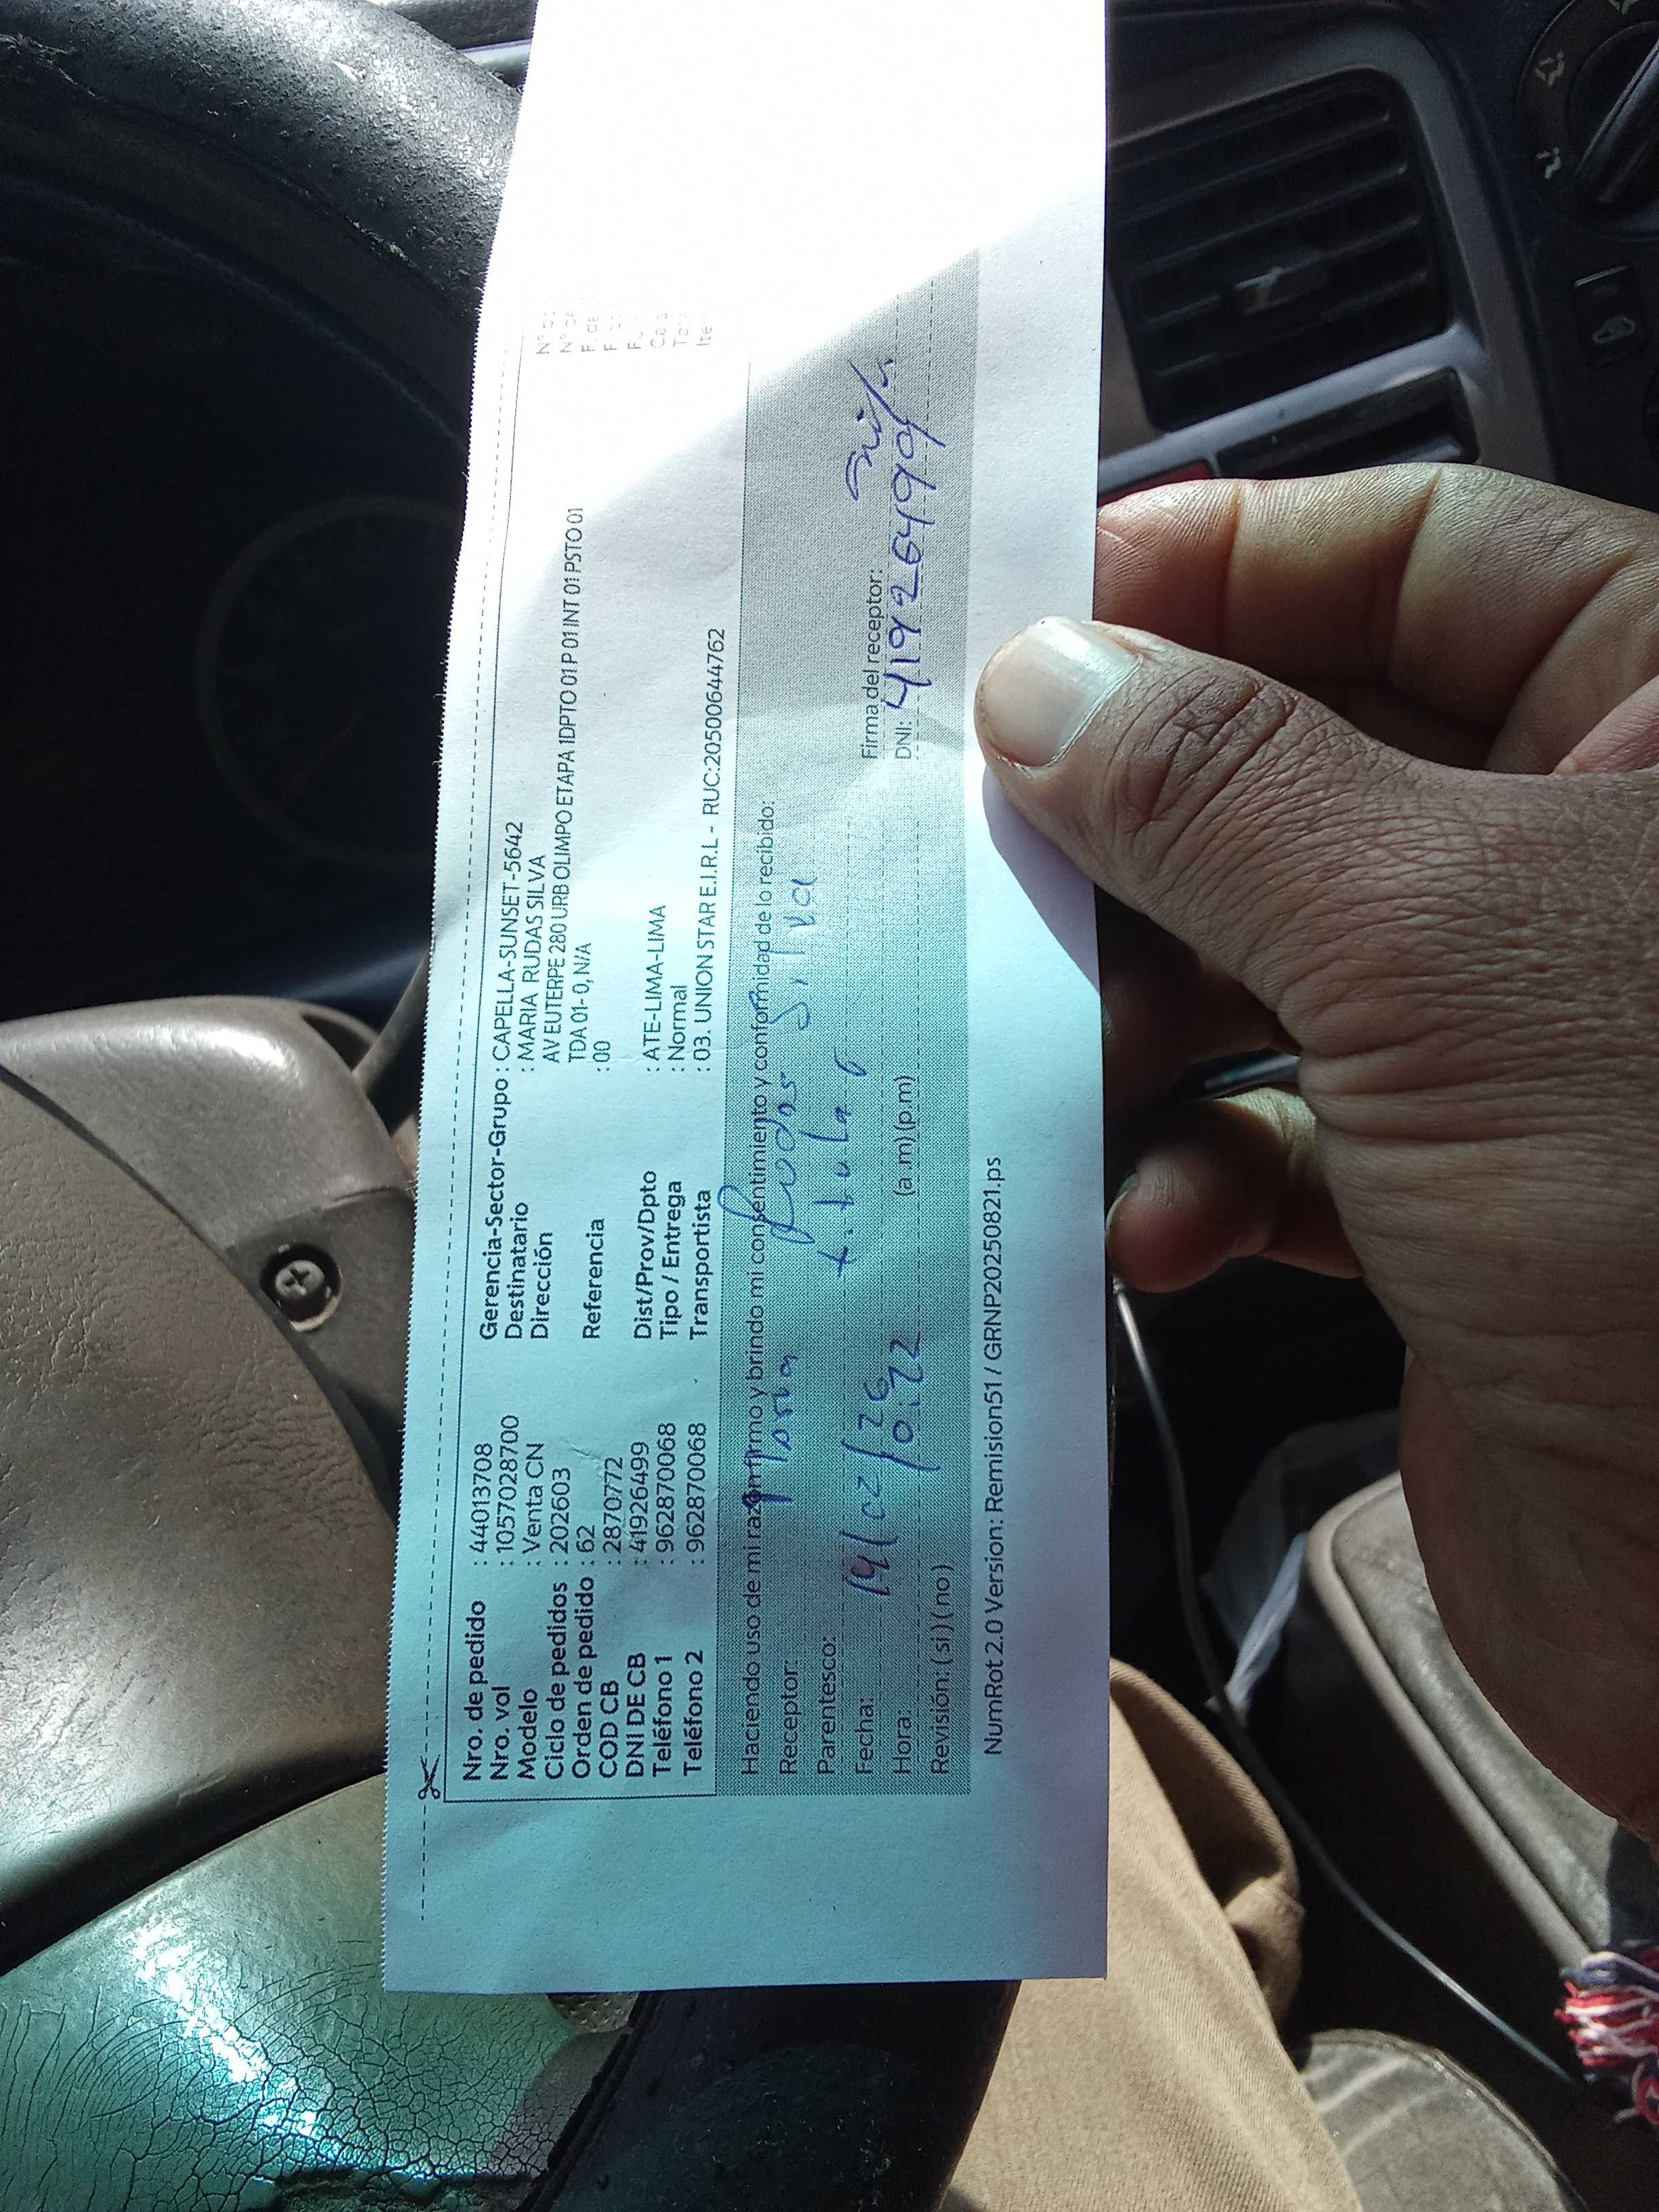 Nro. de pedido : 44013708
Nro. vol : 1057028700
Modelo : Venta CN
Ciclo de pedidos : 202603
Orden de pedido : 62
COD CB : 2870772
DNI DE CB : 41926499
Teléfono 1 : 962870068
Teléfono 2 : 962870068
Gerencia-Sector-Grupo : CAPELLA-SUNSET-5642
Destinatario : MARIA RUDAS SILVA
Dirección AV EUTERPE 280 URB OLIMPO ETAPA 1DPTO 01 P 01 INT 01 PSTO 01
TDA 01- 0, N/A
Referencia : 00
Dist/Prov/Dpto : ATE-LIMA-LIMA
Tipo / Entrega : Normal
Transportista : 03. UNION STAR E.I.R.L - RUC:20500644762
Haciendo uso de mi razón firmo y brindo mi consentimiento y conformidad de lo recibido:
Receptor: Rudas Silva
Parentesco: titular
Fecha: 14/02/26
Hora: (a.m) (p.m)
Revisión: (si) (no)
Firma del receptor:
DNI: 41926499
NumRot 2.0 Version: Remision51 / GRNP20250821.ps